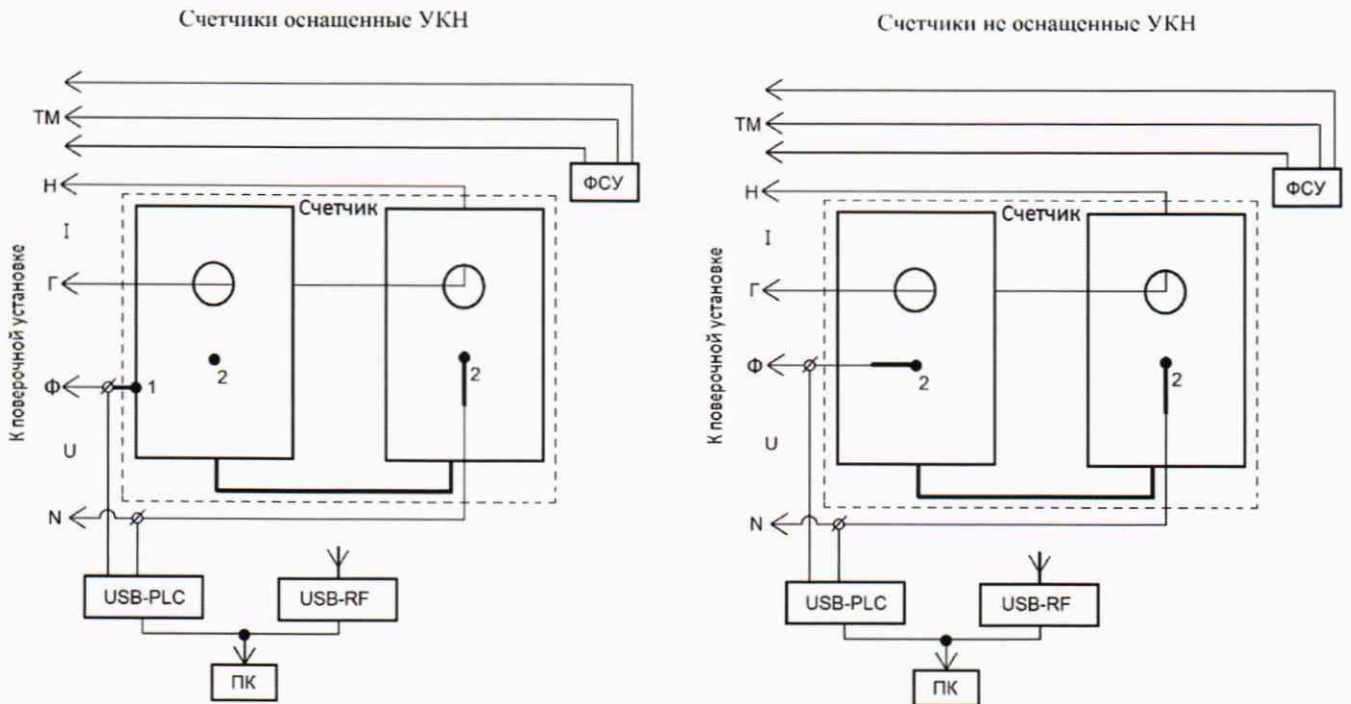 Счетчики оснащенные УКН
ТМ
ФСУ
Н
Счетчик
I
К поверочной установке
Г
2
2
Ф
1
U
N
USB-PLC
USB-RF
ПК
Счетчики не оснащенные УКН
ТМ
ФСУ
Н
Счетчик
I
К поверочной установке
Г
Ф
2
2
U
N
USB-PLC
USB-RF
ПК